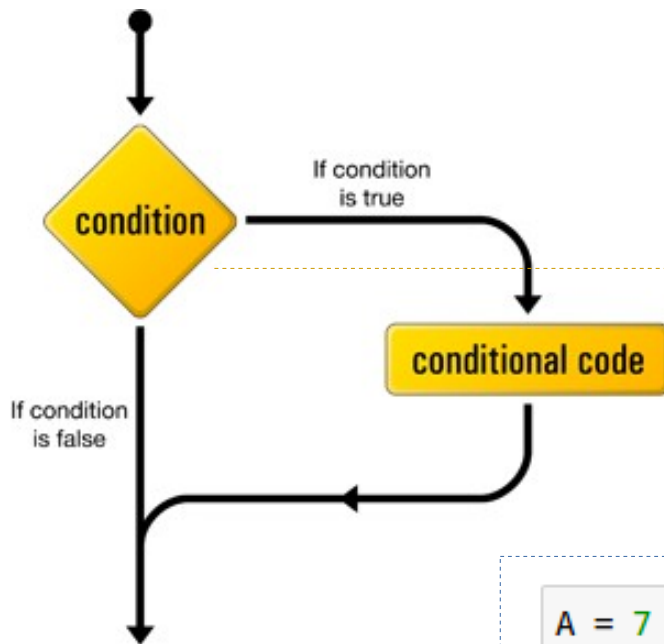 If condition
is true
condition
conditional code
If condition
is false
A = 7